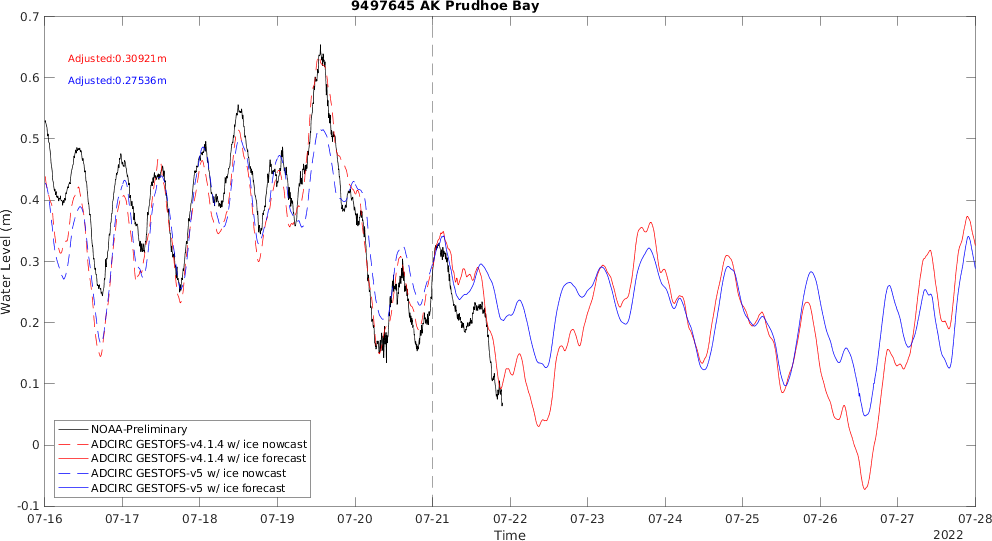 9497645 AK Prudhoe Bay
0.7
0.6
0.5
0.4
0.3
0.2
0.1
0
-0.1
Water Level (m)
Adjusted:0.30921m
Adjusted:0.27536m
NOAA-Preliminary
ADCIRC GESTOFS-v4.1.4 w/ ice nowcast
ADCIRC GESTOFS-v4.1.4 w/ ice forecast
ADCIRC GESTOFS-v5 w/ ice nowcast
ADCIRC GESTOFS-v5 w/ ice forecast
07-16 07-17 07-18 07-19 07-20 07-21 07-22 07-23 07-24 07-25 07-26 07-27 07-28
Time
2022